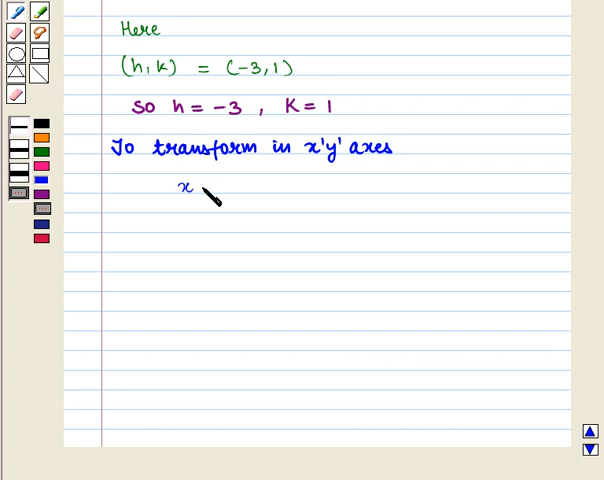 Here
(h,k) = (-3,1)
So h = -3 , K = 1
To transform in x'y' axes
x